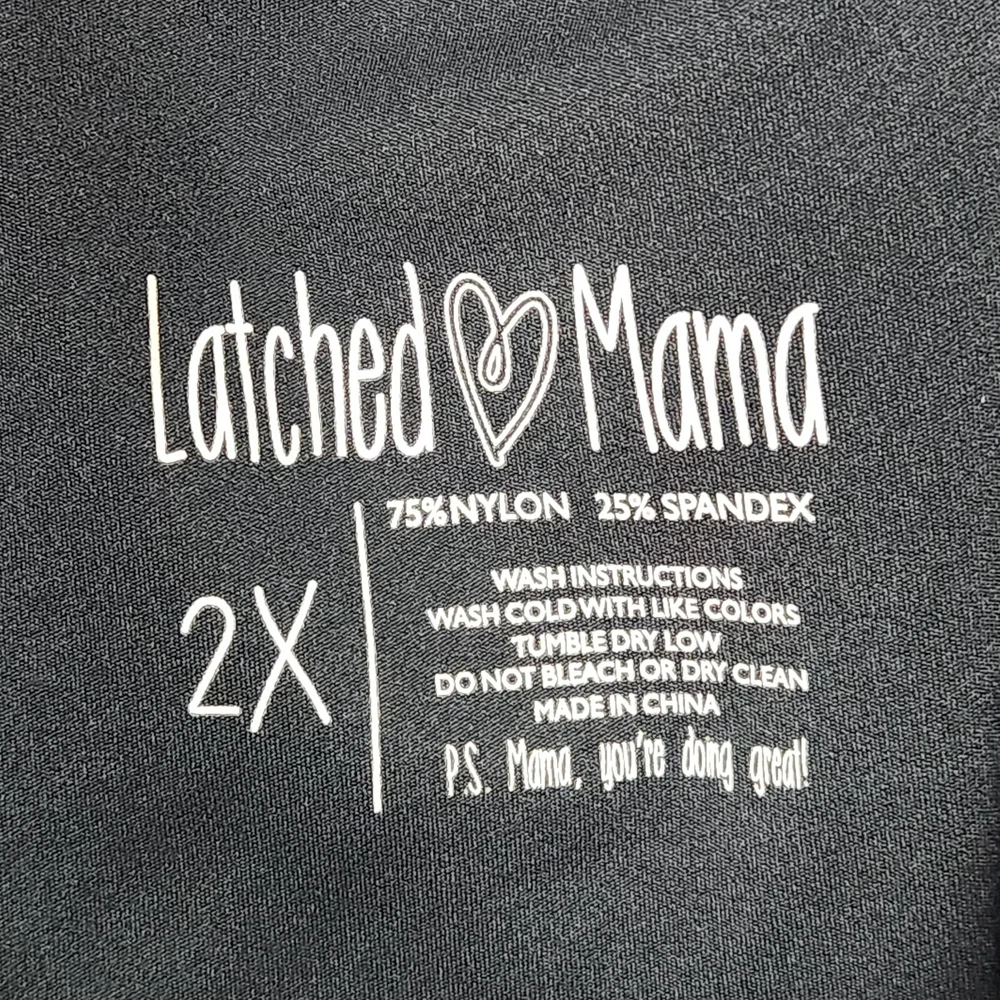 Latched Mama
75% NYLON 25% SPANDEX
2X
WASH INSTRUCTIONS
WASH COLD WITH LIKE COLORS
TUMBLE DRY LOW
DO NOT BLEACH OR DRY CLEAN
MADE IN CHINA
P.S. Mama, you're doing great!